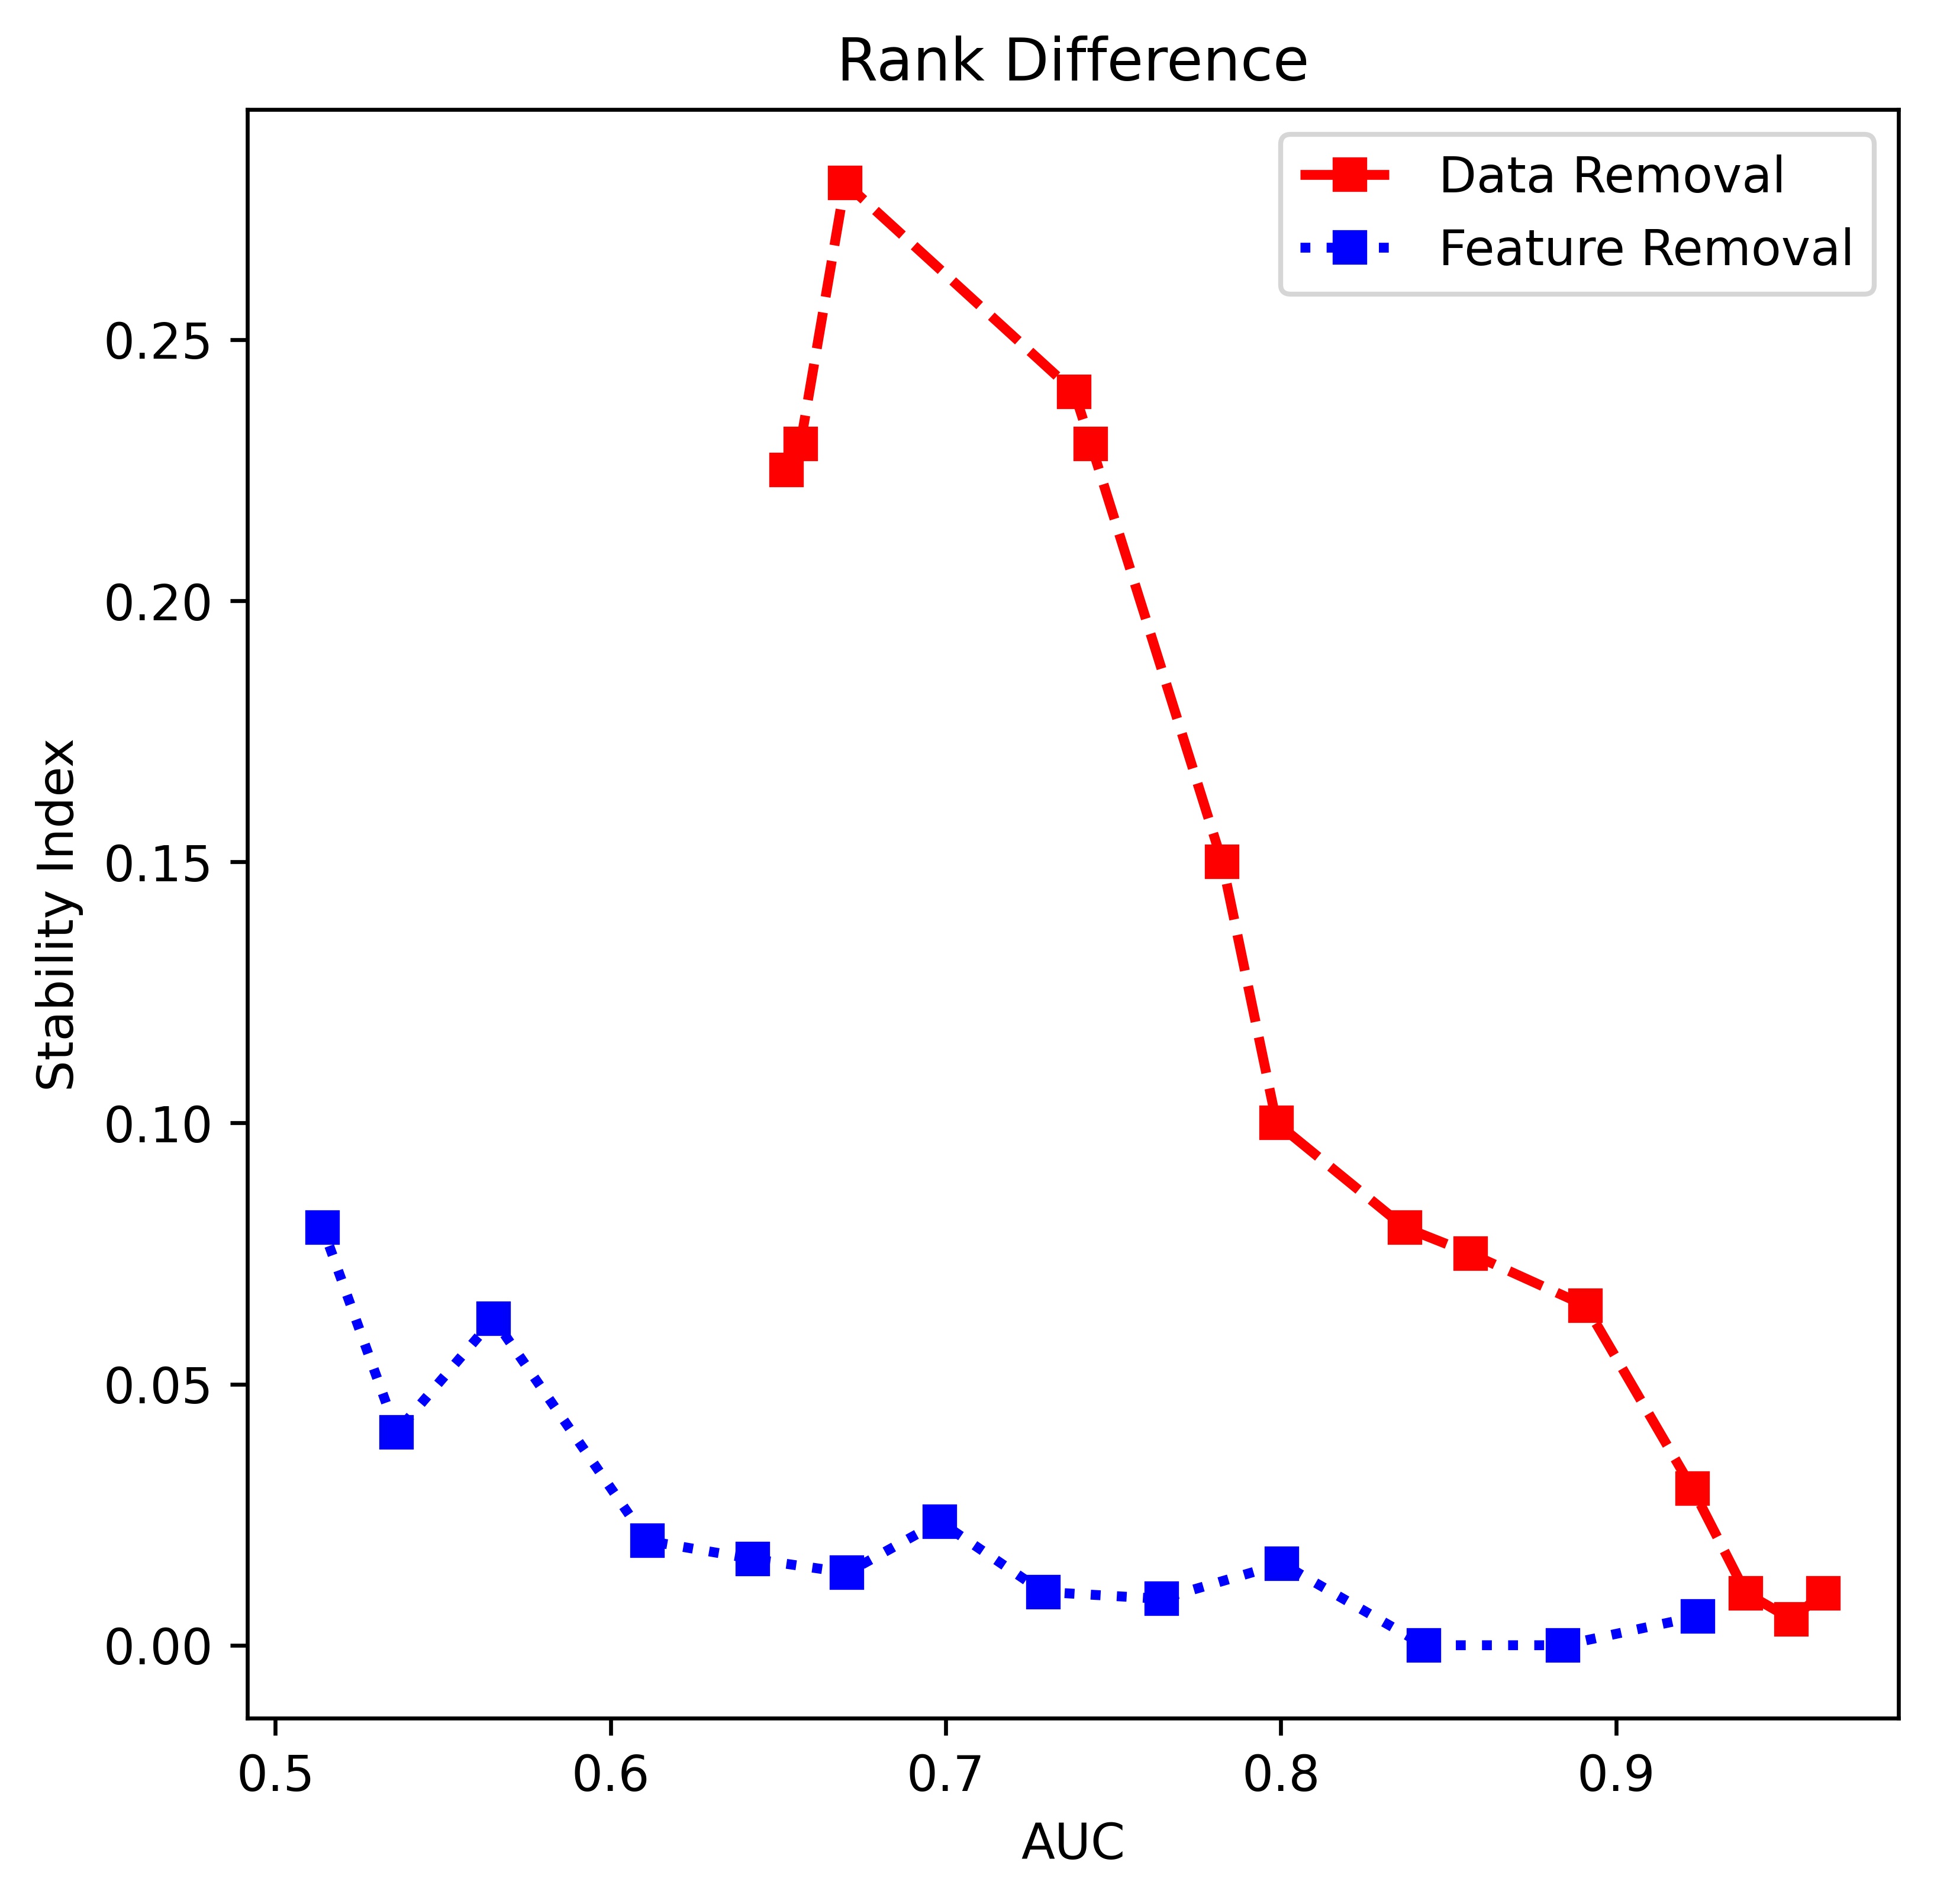 Rank Difference
Data Removal
Feature Removal
0.25
0.20
0.15
0.10
0.05
0.00
Stability Index
0.5 0.6 0.7 0.8 0.9
AUC